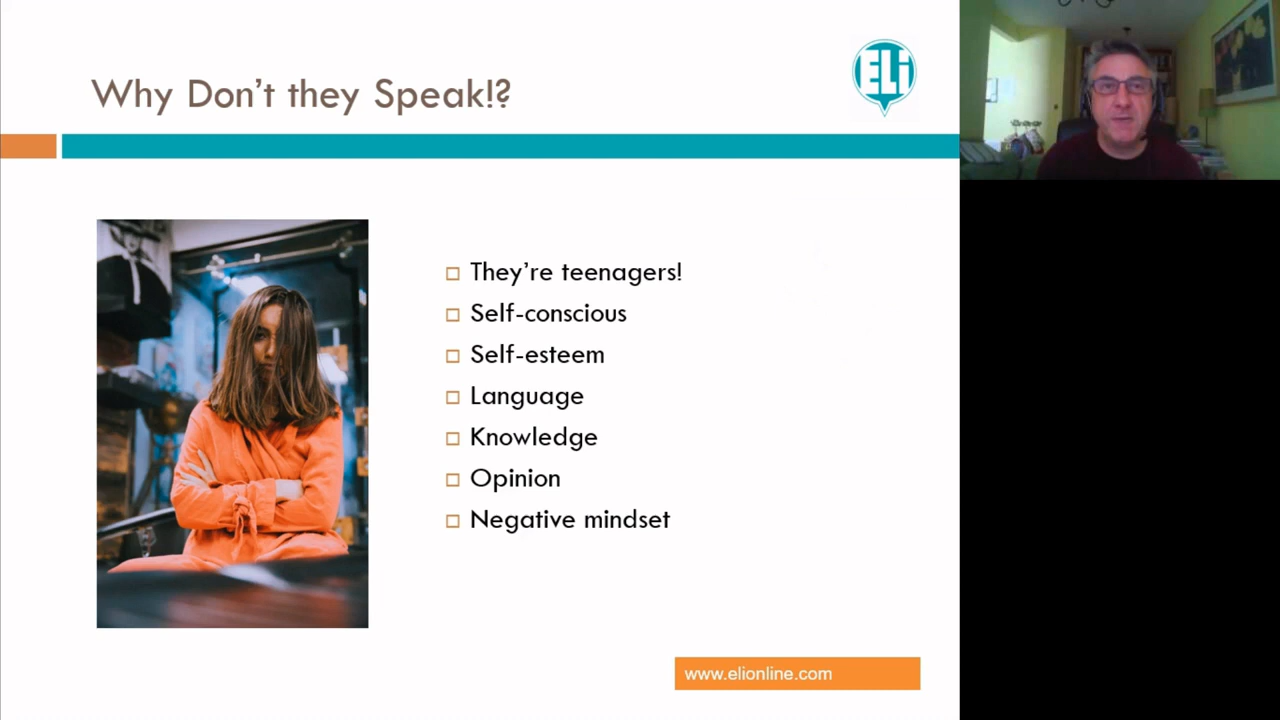 Why Don’t they Speak!?
ELi
They’re teenagers!
Self-conscious
Self-esteem
Language
Knowledge
Opinion
Negative mindset
www.elionline.com